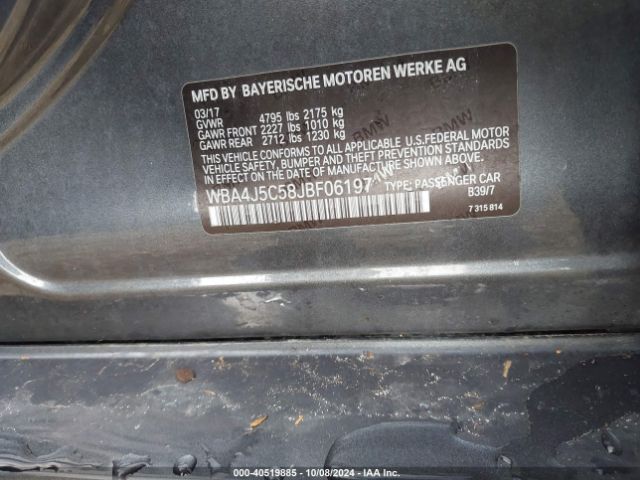 MFD BY BAYERISCHE MOTOREN WERKE AG
03/17
GVWR 4795 lbs 2175 kg
GAWR FRONT 2227 lbs 1010 kg
GAWR REAR 2712 lbs 1230 kg
THIS VEHICLE CONFORMS TO ALL APPLICABLE U.S.FEDERAL MOTOR
VEHICLE SAFETY, BUMPER AND THEFT PREVENTION STANDARDS
IN EFFECT ON THE DATE OF MANUFACTURE SHOWN ABOVE.
WBA4J5C58JBF06197 TYPE: PASSENGER CAR
B39/7
7 315 814
000-40519885 - 10/08/2024 - IAA Inc.